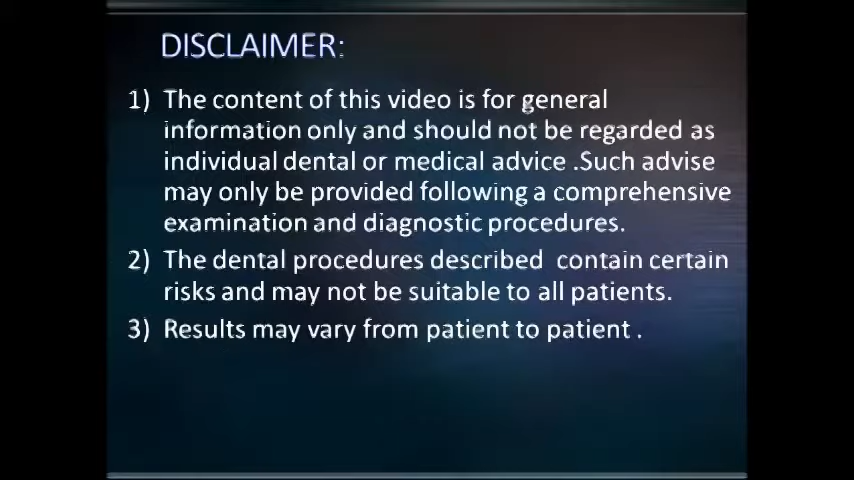 DISCLAIMER:
1) The content of this video is for general
information only and should not be regarded as
individual dental or medical advice .Such advise
may only be provided following a comprehensive
examination and diagnostic procedures.
2) The dental procedures described contain certain
risks and may not be suitable to all patients.
3) Results may vary from patient to patient .